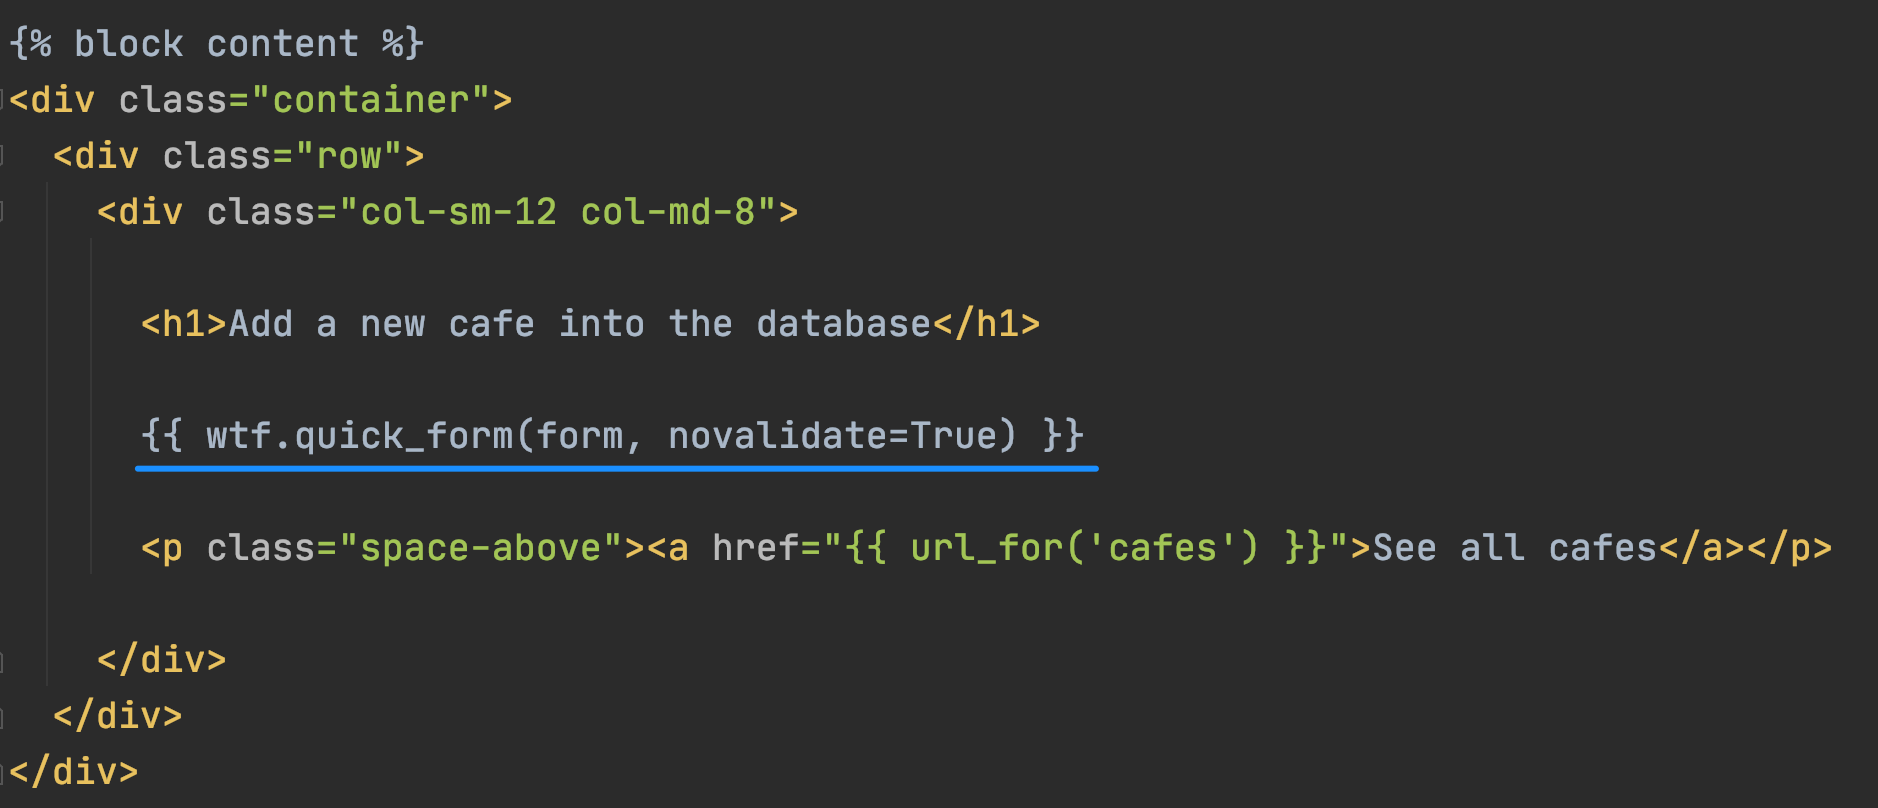 {% block content %}
<div class="container">
<div class="row">
<div class="col-sm-12 col-md-8">
<h1>Add a new cafe into the database</h1>
{{ wtf.quick_form(form, novalidate=True) }}
<p class="space-above"><a href="{{ url_for('cafes') }}">See all cafes</a></p>
</div>
</div>
</div>